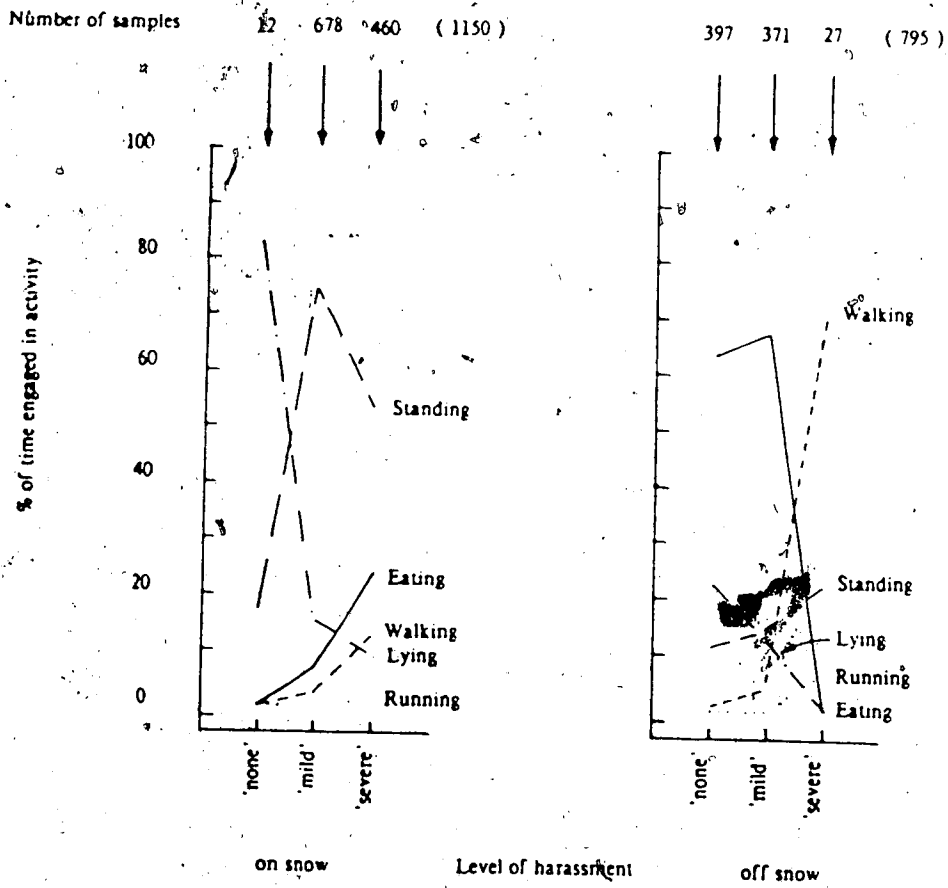 Number of samples 12 678 460 ( 1150 ) 397 371 27 ( 795 )
100
80
60
40
20
0
% of time engaged in activity
Standing
Eating
Walking
Lying
Running
Walking
Standing
Lying
Running
Eating
'none' 'mild' 'severe' 'none' 'mild' 'severe'
on snow Level of harassment off snow